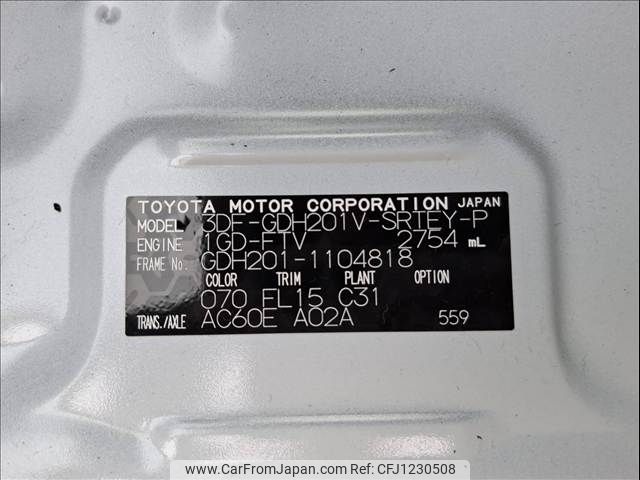 TOYOTA MOTOR CORPORATION JAPAN
MODEL 3DF-GDH201V-SRTEY-P
ENGINE 1GD-FTV 2754 mL
FRAME No. GDH201-1104818
COLOR TRIM PLANT OPTION
070 FL15 C31
TRANS./AXLE AC60E A02A 559
www.CarFromJapan.com - CFJ1230508